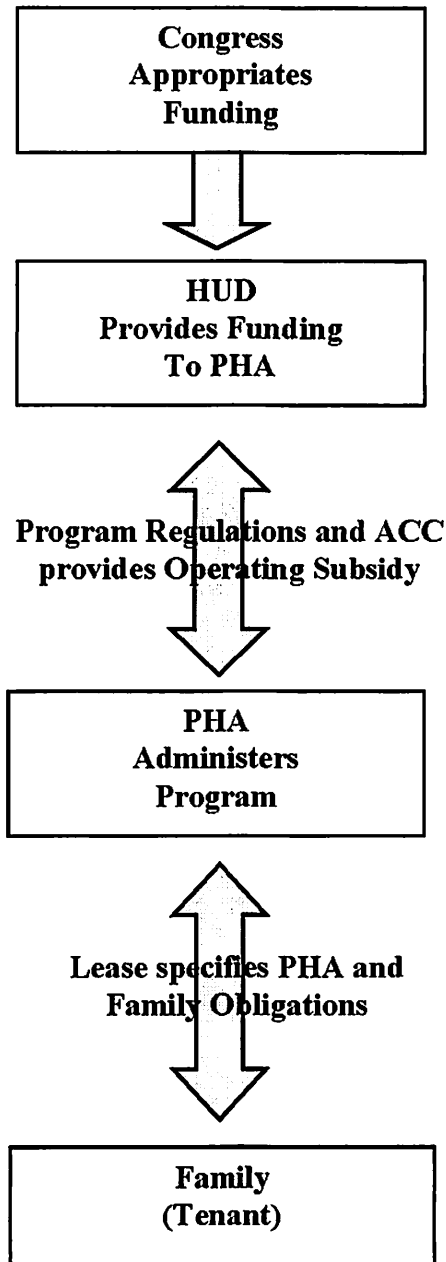 Congress
Appropriates
Funding
HUD
Provides Funding
To PHA
Program Regulations and ACC
provides Operating Subsidy
PHA
Administers
Program
Lease specifies PHA and
Family Obligations
Family
(Tenant)